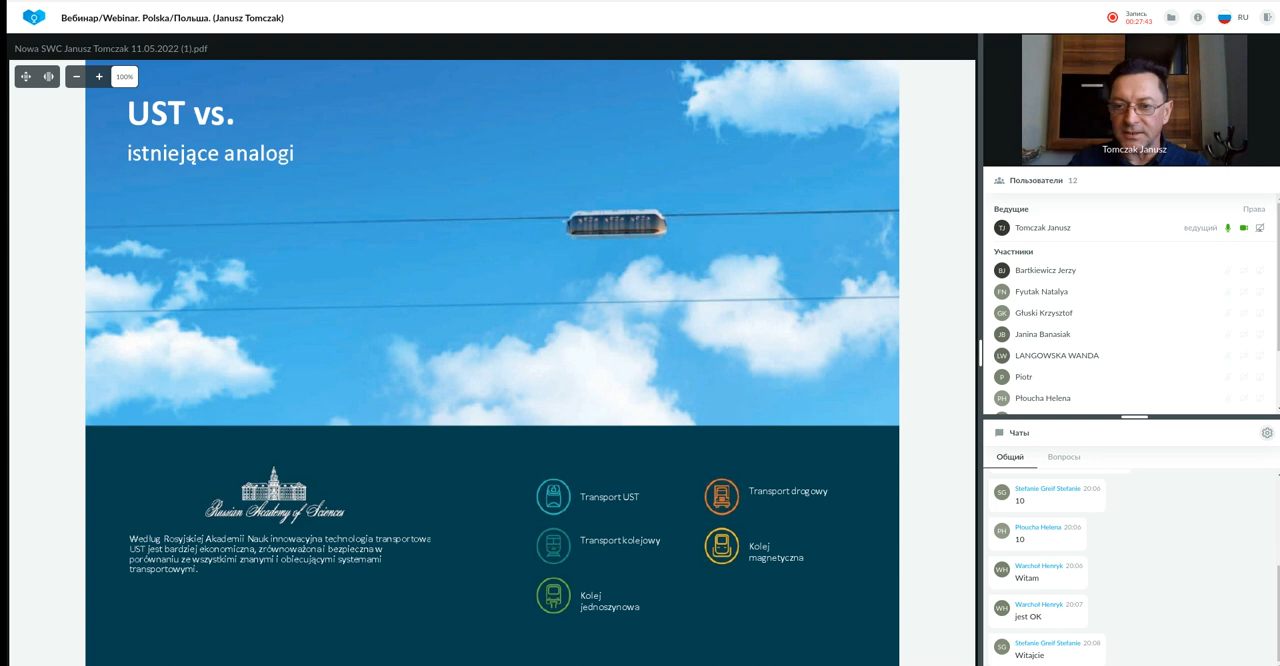 Вебинар/Webinar. Polska/Польша. (Janusz Tomczak)
Запись
00:27:43
RU
Nowa SWC Janusz Tomczak 11.05.2022 (1).pdf
100%
UST vs.
istniejące analogi
Russian Academy of Sciences
Według Rosyjskiej Akademii Nauk innowacyjna technologia transportowa
UST jest bardziej ekonomiczna, zrównoważona i bezpieczna w
porównaniu ze wszystkimi znanymi i obiecującymi systemami
transportowymi.
Transport UST
Transport kolejowy
Kolej
jednoszynowa
Transport drogowy
Kolej
magnetyczna
Tomczak Janusz
Пользователи 12
Ведущие Права
TJ Tomczak Janusz ведущий
Участники
BJ Bartkiewicz Jerzy
FN Fyutak Natalya
GK Głuski Krzysztof
JB Janina Banasiak
LW LANGOWSKA WANDA
P Piotr
PH Płoucha Helena
Чаты
Общий Вопросы
SG Stefanie Greif Stefanie 20:06
10
PH Płoucha Helena 20:06
10
WH Warchoł Henryk 20:06
Witam
WH Warchoł Henryk 20:07
jest OK
SG Stefanie Greif Stefanie 20:08
Witajcie